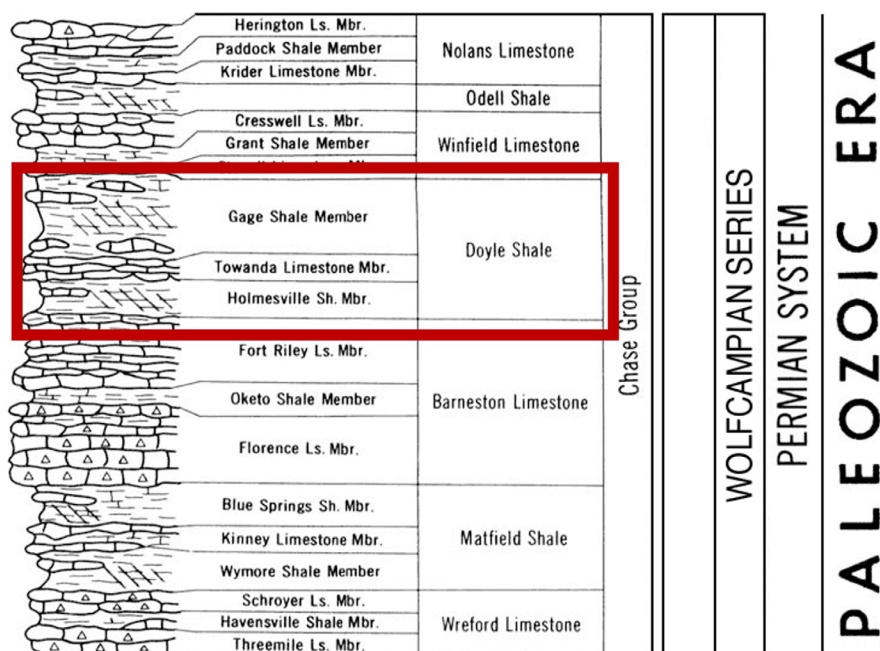 Herington Ls. Mbr.
Paddock Shale Member
Krider Limestone Mbr.
Nolans Limestone
Odell Shale
Cresswell Ls. Mbr.
Grant Shale Member
Winfield Limestone
Gage Shale Member
Towanda Limestone Mbr.
Holmesville Sh. Mbr.
Doyle Shale
Fort Riley Ls. Mbr.
Oketo Shale Member
Florence Ls. Mbr.
Barneston Limestone
Blue Springs Sh. Mbr.
Kinney Limestone Mbr.
Wymore Shale Member
Matfield Shale
Schroyer Ls. Mbr.
Havensville Shale Mbr.
Threemile Ls. Mbr.
Wreford Limestone
Chase Group
WOLFCAMPIAN SERIES
PERMIAN SYSTEM
PALEOZOIC ERA